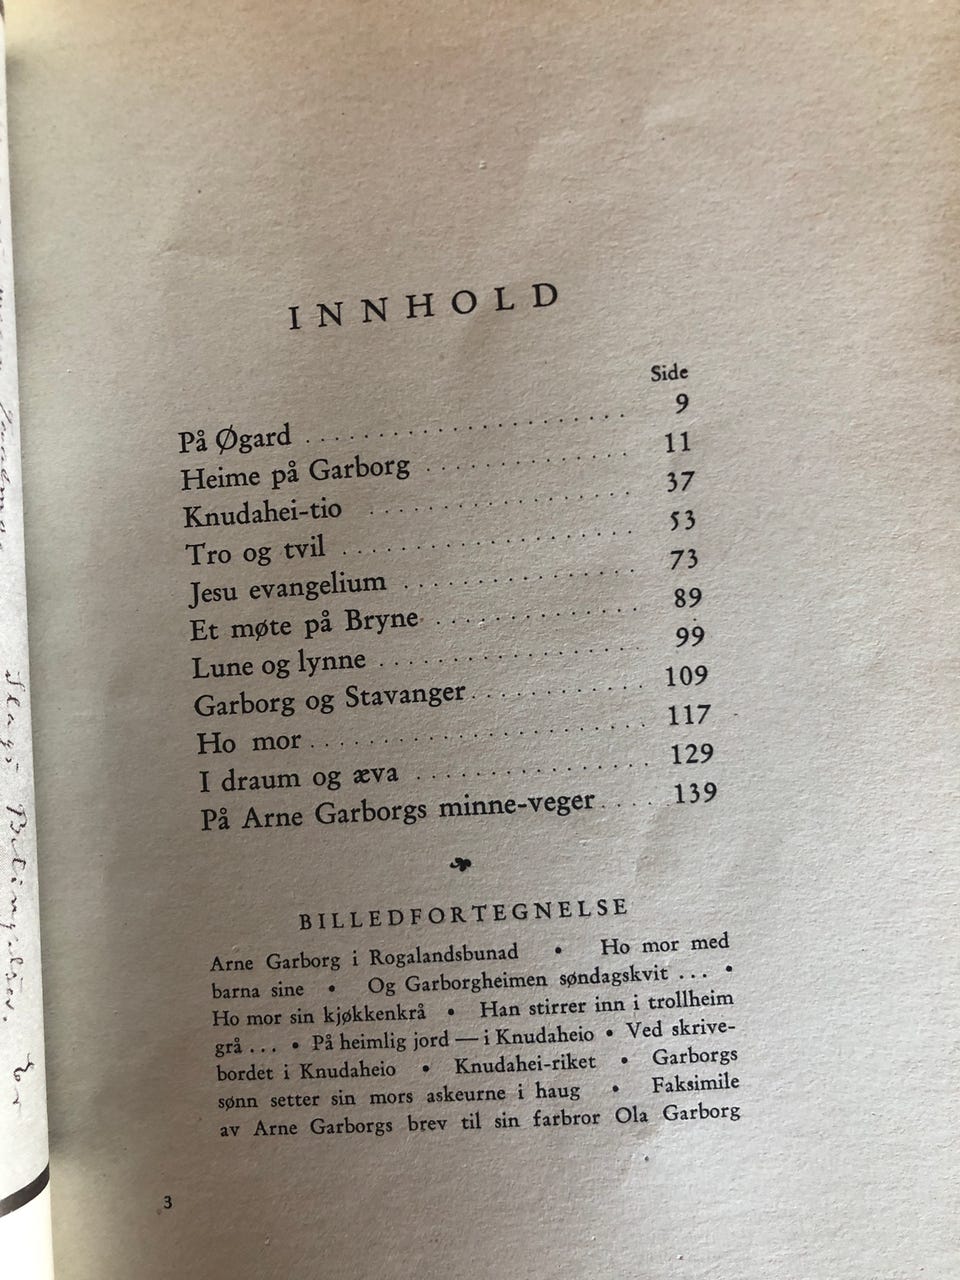 INNHOLD
Side
På Øgard 9
Heime på Garborg 11
Knudahei-tio 37
Tro og tvil 53
Jesu evangelium 73
Et møte på Bryne 89
Lune og lynne 99
Garborg og Stavanger 109
Ho mor 117
I draum og æva 129
På Arne Garborgs minne-veger 139
BILLEDFORTEGNELSE
Arne Garborg i Rogalandsbunad • Ho mor med
barna sine • Og Garborgheimen søndagskvit ... •
Ho mor sin kjøkkenkrå • Han stirrer inn i trollheim
grå ... • På heimlig jord — i Knudaheio • Ved skrive-
bordet i Knudaheio • Knudahei-riket • Garborgs
sønn setter sin mors askeurne i haug • Faksimile
av Arne Garborgs brev til sin farbror Ola Garborg
3